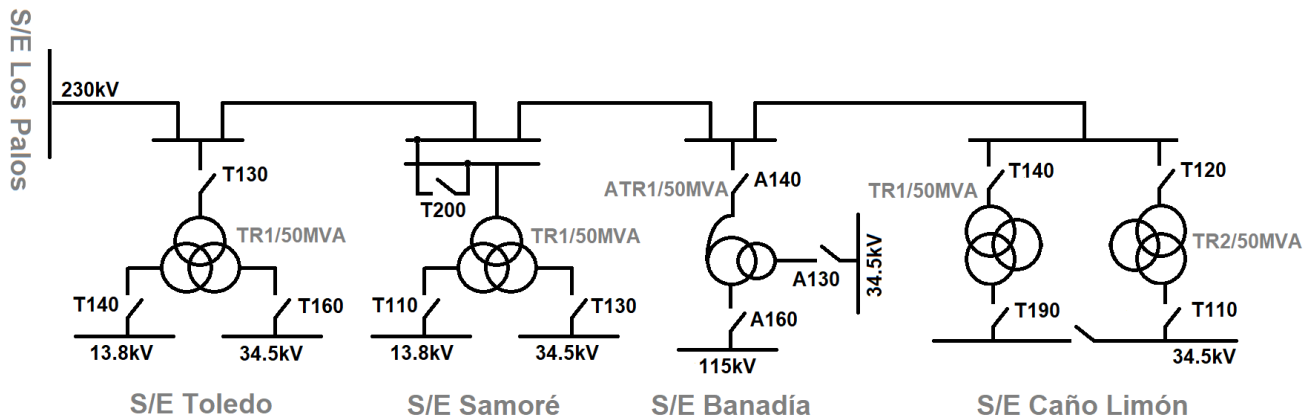 S/E Los Palos
230kV
T130
TR1/50MVA
T140
T160
13.8kV
34.5kV
S/E Toledo
T200
TR1/50MVA
T110
T130
13.8kV
34.5kV
S/E Samoré
ATR1/50MVA
A140
A130
34.5kV
A160
115kV
S/E Banadía
TR1/50MVA
T140
T120
TR2/50MVA
T190
T110
34.5kV
S/E Caño Limón